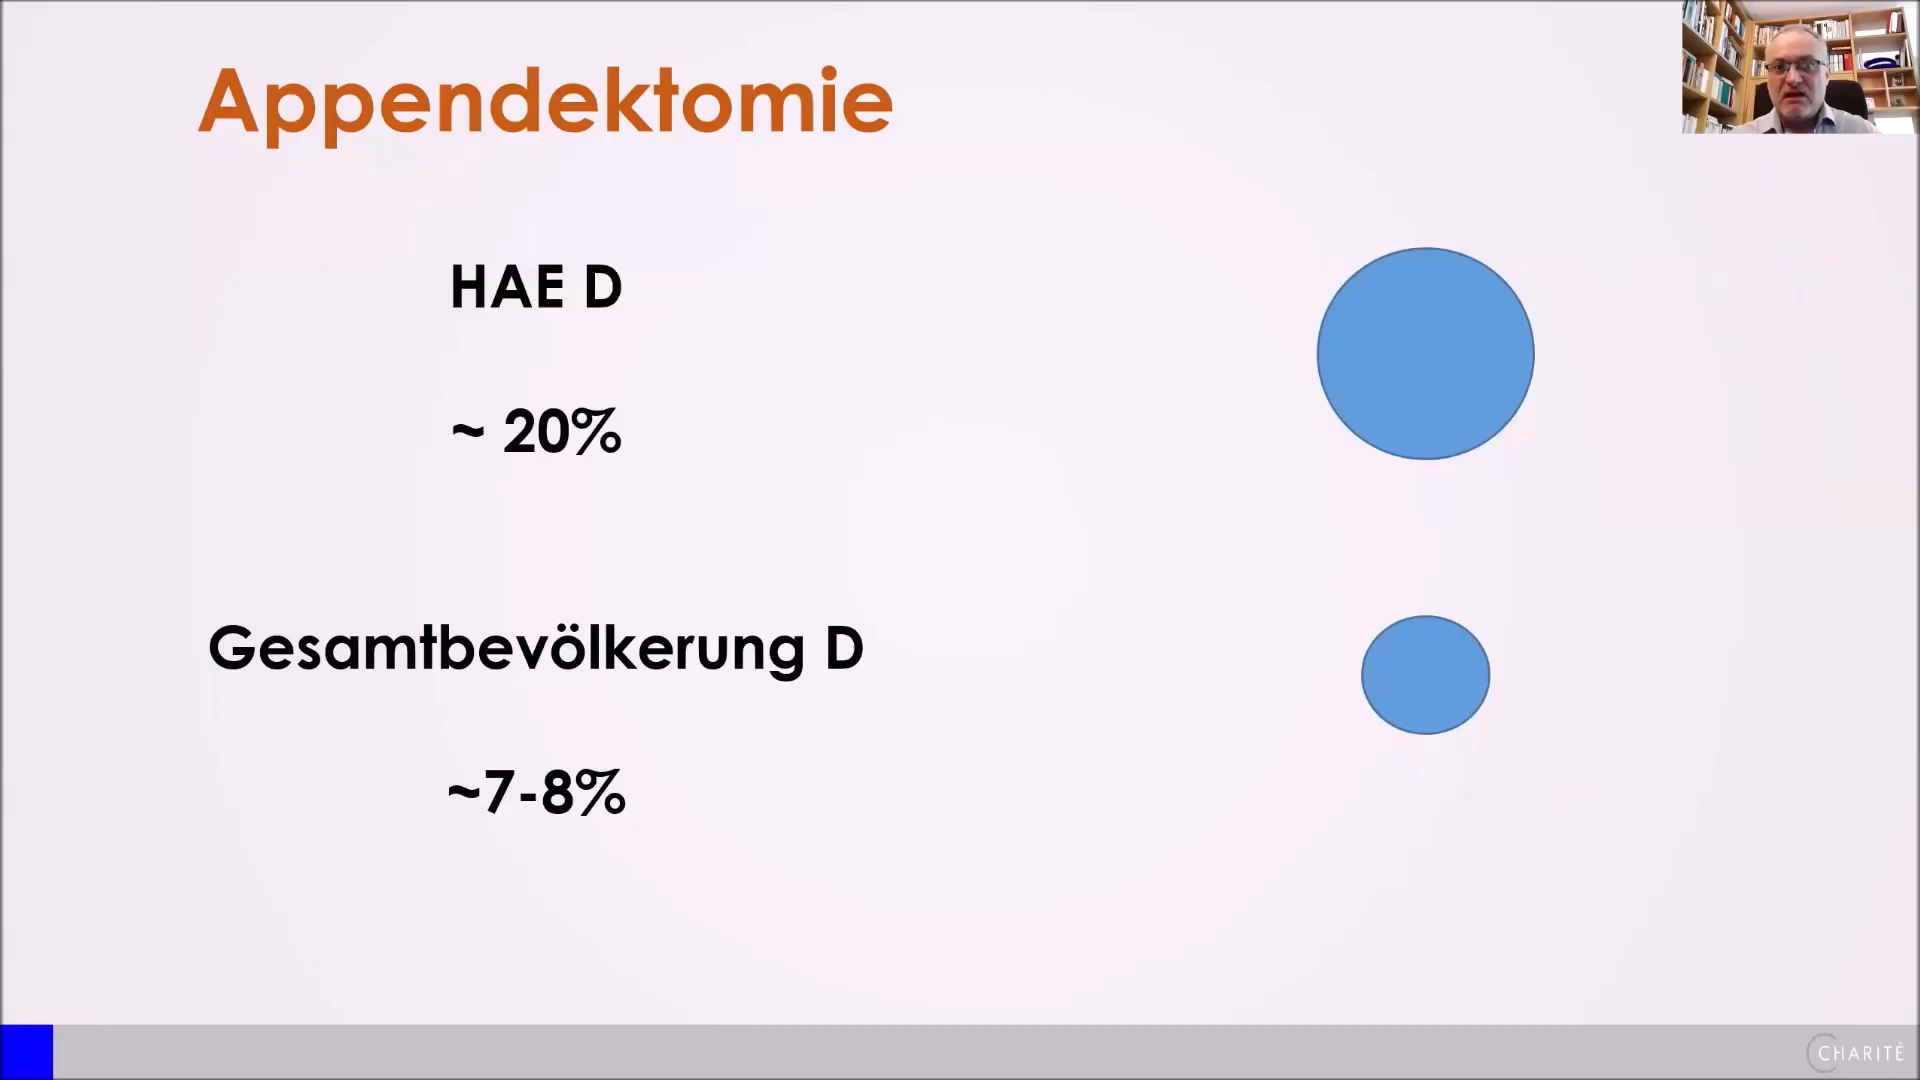 Appendektomie
HAE D
~ 20%
Gesamtbevölkerung D
~7-8%
CHARITÉ